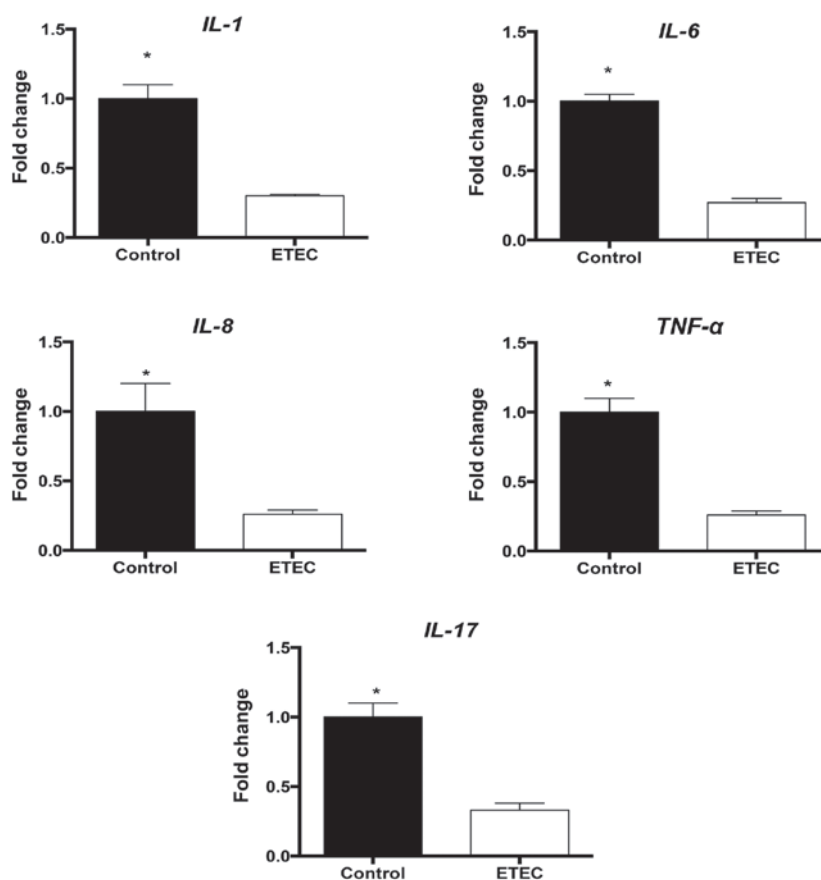 IL-1
Fold change
1.5
*
1.0
0.5
0.0
Control ETEC
IL-6
Fold change
1.5
*
1.0
0.5
0.0
Control ETEC
IL-8
Fold change
1.5
*
1.0
0.5
0.0
Control ETEC
TNF-α
Fold change
1.5
*
1.0
0.5
0.0
Control ETEC
IL-17
Fold change
1.5
*
1.0
0.5
0.0
Control ETEC